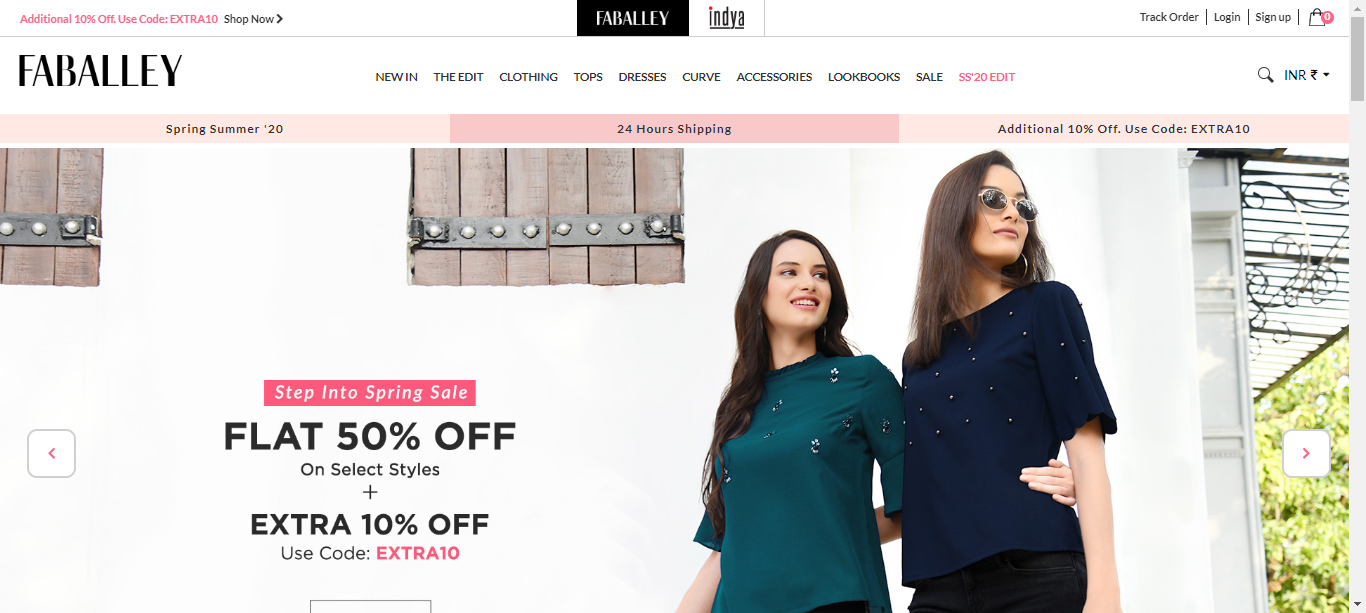 Additional 10% Off. Use Code: EXTRA10 Shop Now
FABALLEY indya
Track Order Login Sign up 0
FABALLEY
NEW IN THE EDIT CLOTHING TOPS DRESSES CURVE ACCESSORIES LOOKBOOKS SALE SS'20 EDIT
INR ₹
Spring Summer '20 24 Hours Shipping Additional 10% Off. Use Code: EXTRA10
Step Into Spring Sale
FLAT 50% OFF
On Select Styles
+
EXTRA 10% OFF
Use Code: EXTRA10